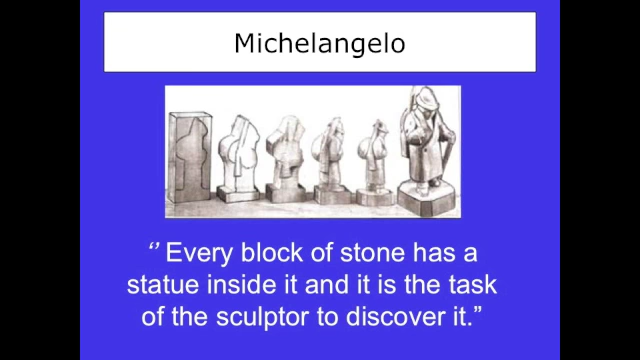 Michelangelo
‘’ Every block of stone has a
statue inside it and it is the task
of the sculptor to discover it.”